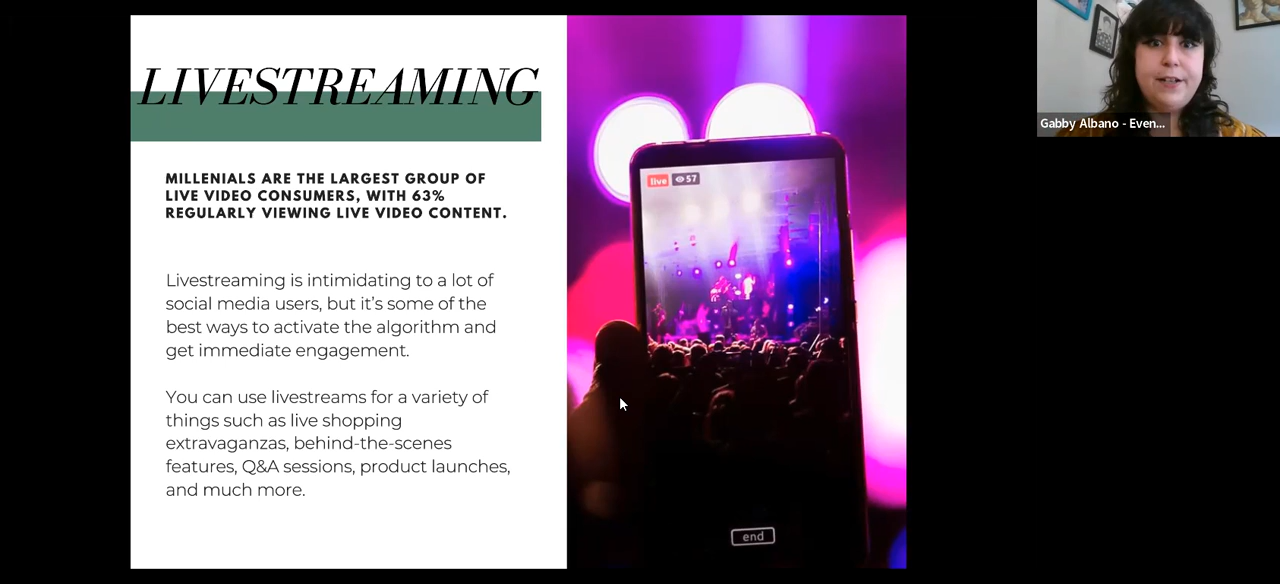 LIVESTREAMING
MILLENIALS ARE THE LARGEST GROUP OF
LIVE VIDEO CONSUMERS, WITH 63%
REGULARLY VIEWING LIVE VIDEO CONTENT.
Livestreaming is intimidating to a lot of
social media users, but it's some of the
best ways to activate the algorithm and
get immediate engagement.
You can use livestreams for a variety of
things such as live shopping
extravaganzas, behind-the-scenes
features, Q&A sessions, product launches,
and much more.
live 57
end
Gabby Albano - Even...